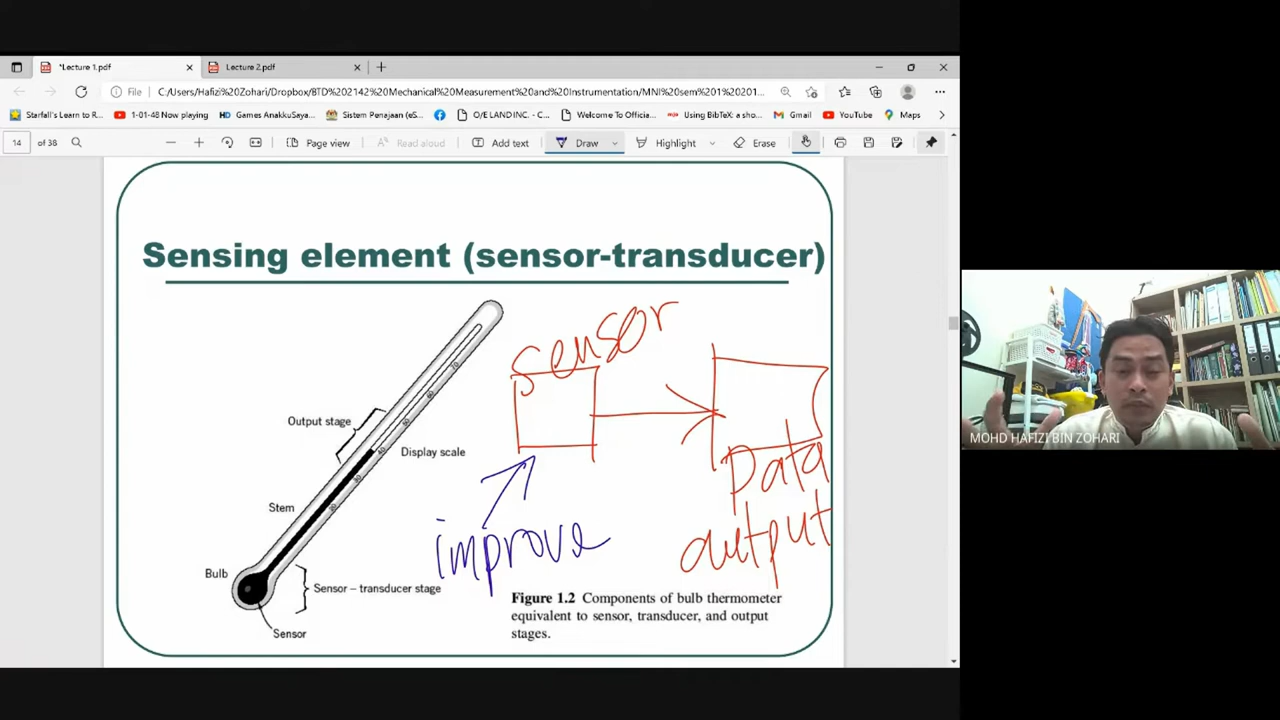 *Lecture 1.pdf
Lecture 2.pdf
File
C:/Users/Hafizi%20Zohari/Dropbox/BTD%202142%20Mechanical%20Measurement%20and%20Instrumentation/MNI%20sem%201%20201...
Starfall's Learn to R...
1-01-48 Now playing
HD Games AnakkuSaya...
Sistem Penajaan (eS...
O/E LAND INC. - C...
Welcome To Officia...
Using BibTeX: a sho...
Gmail
YouTube
Maps
14 of 38
Page view
Read aloud
Add text
Draw
Highlight
Erase
Sensing element (sensor-transducer)
sensor
Output stage
Display scale
Data
output
Stem
improve
Bulb
Sensor – transducer stage
Sensor
Figure 1.2 Components of bulb thermometer
equivalent to sensor, transducer, and output
stages.
MOHD HAFIZI BIN ZOHARI